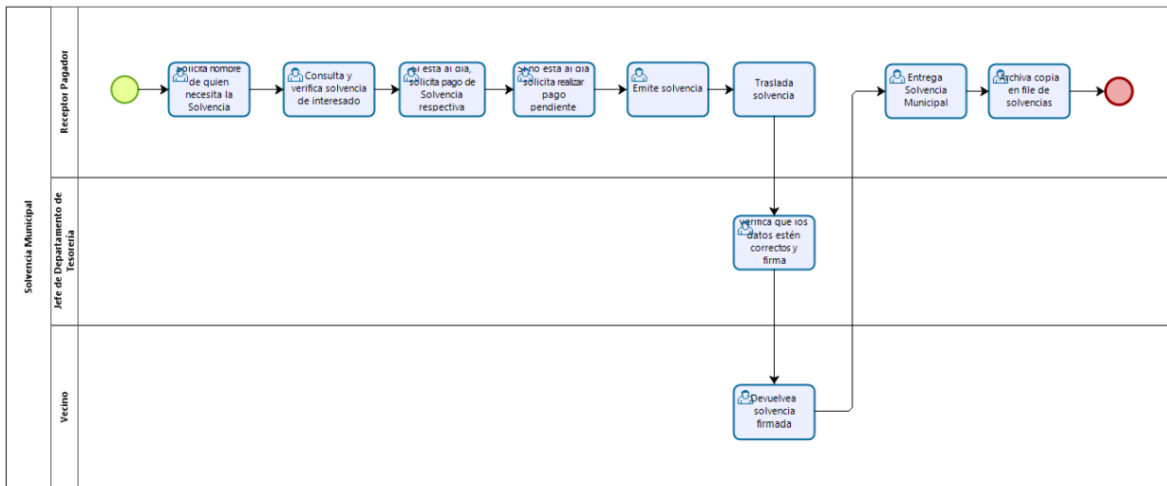 Solvencia Municipal
Receptor Pagador
Solicita nombre
de quien
necesita la
Solvencia
Consulta y
verifica solvencia
de interesado
Si está al día,
solicita pago de
Solvencia
respectiva
Si no está al día
solicita realizar
pago
pendiente
Emite solvencia
Traslada
solvencia
Entrega
Solvencia
Municipal
Archiva copia
en file de
solvencias
Jefe de Departamento de
Tesorería
Verifica que los
datos estén
correctos y
firma
Vecino
Devuelvea
solvencia
firmada